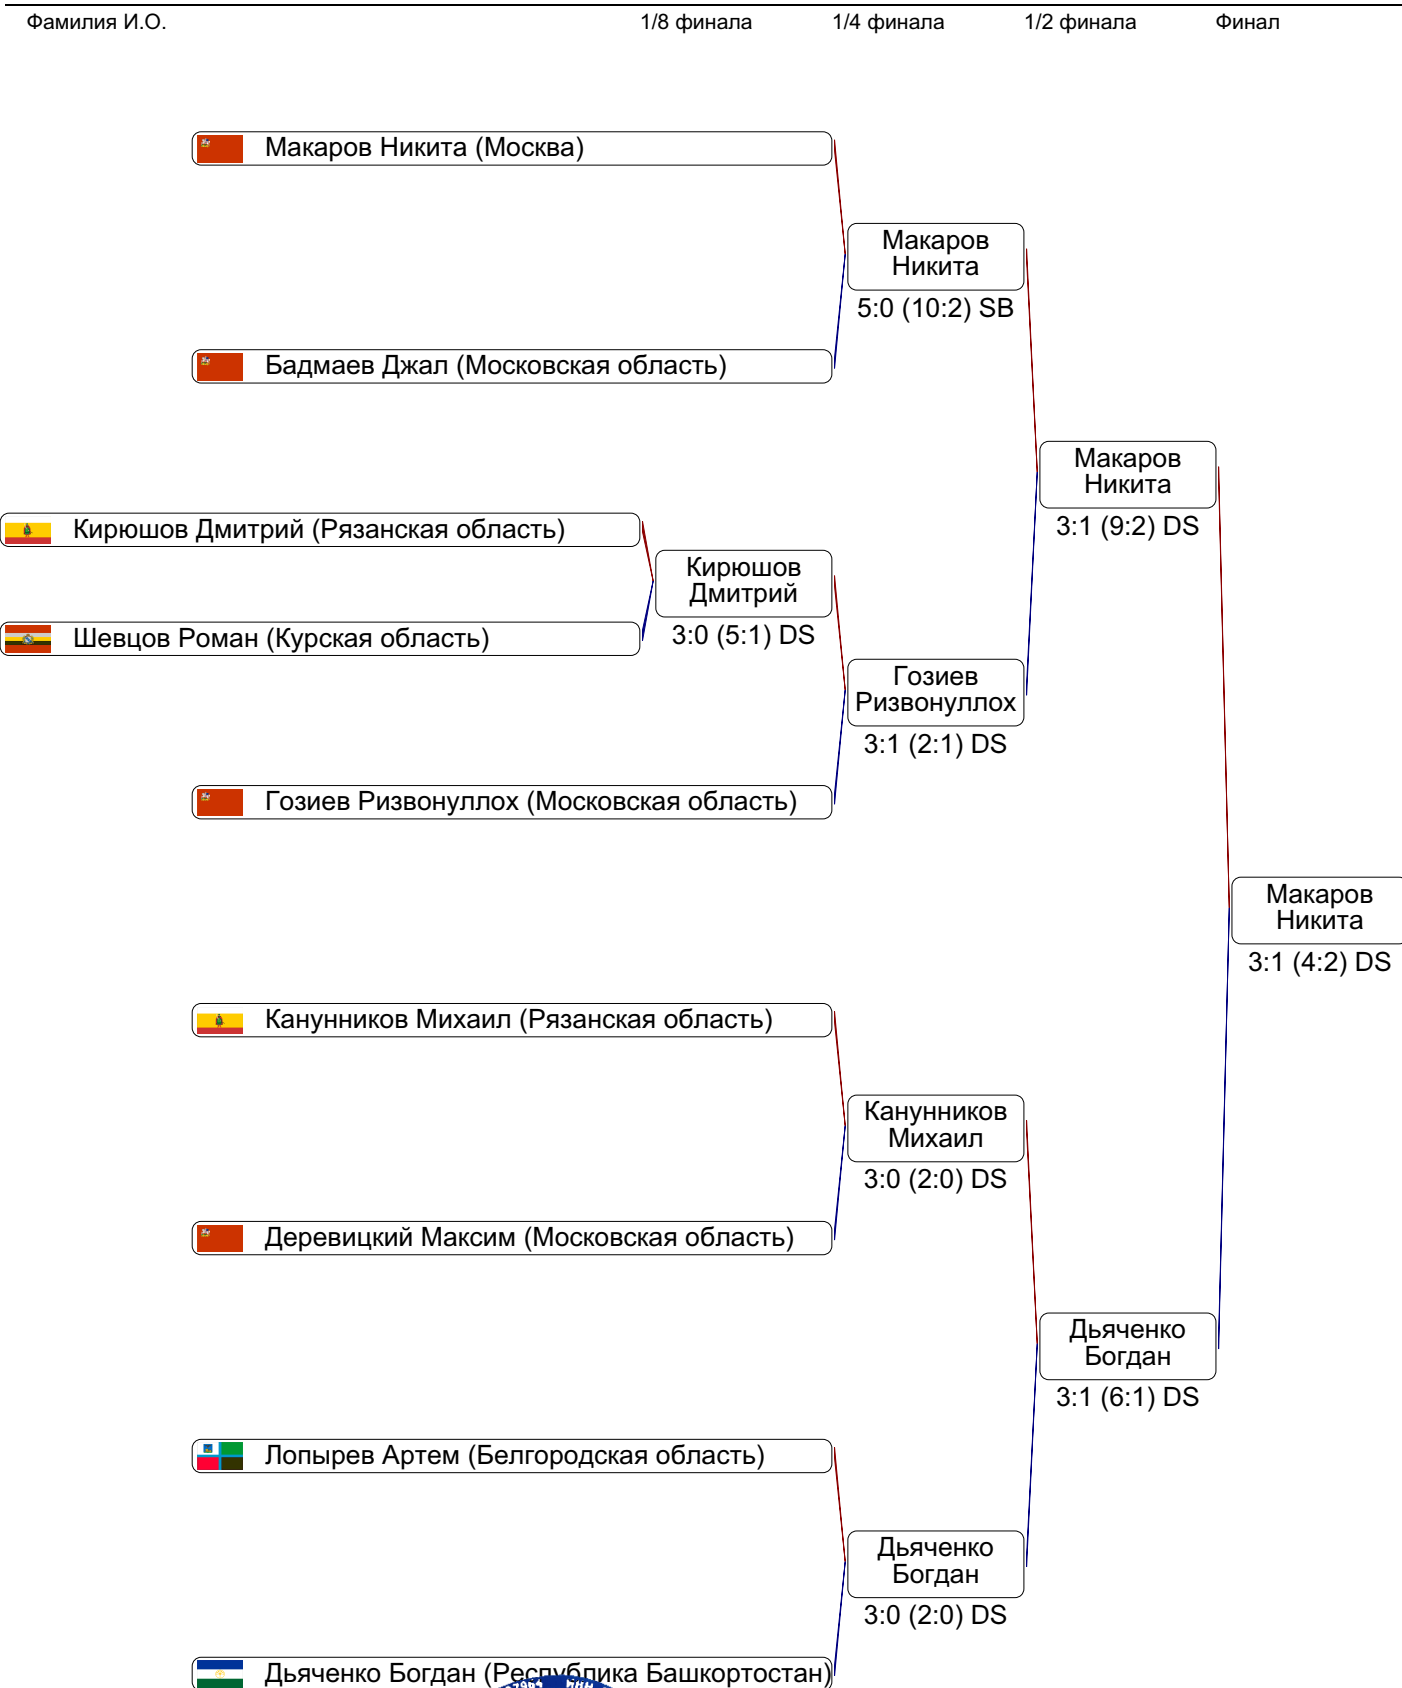 Фамилия И.О. 1/8 финала 1/4 финала 1/2 финала Финал
Макаров Никита (Москва)
Макаров
Никита
5:0 (10:2) SB
Бадмаев Джал (Московская область)
Макаров
Никита
3:1 (9:2) DS
Кирюшов Дмитрий (Рязанская область)
Кирюшов
Дмитрий
3:0 (5:1) DS
Шевцов Роман (Курская область)
Гозиев
Ризвонуллох
3:1 (2:1) DS
Гозиев Ризвонуллох (Московская область)
Макаров
Никита
3:1 (4:2) DS
Канунников Михаил (Рязанская область)
Канунников
Михаил
3:0 (2:0) DS
Деревицкий Максим (Московская область)
Дьяченко
Богдан
3:1 (6:1) DS
Лопырев Артем (Белгородская область)
Дьяченко
Богдан
3:0 (2:0) DS
Дьяченко Богдан (Республика Башкортостан)